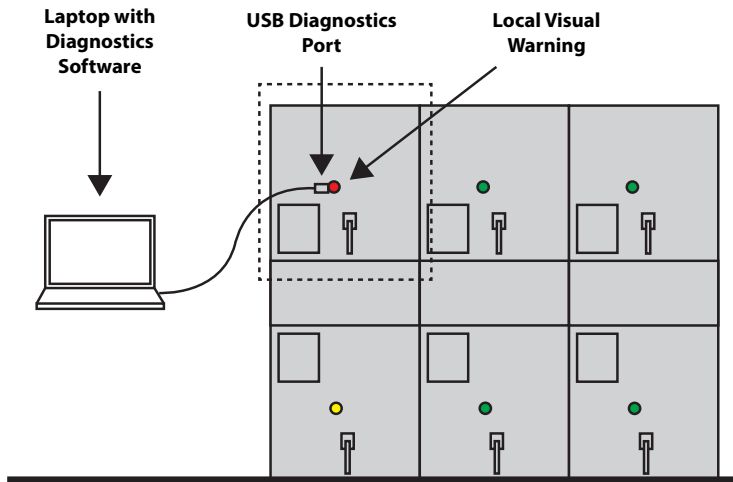 Laptop with
Diagnostics
Software
USB Diagnostics
Port
Local Visual
Warning